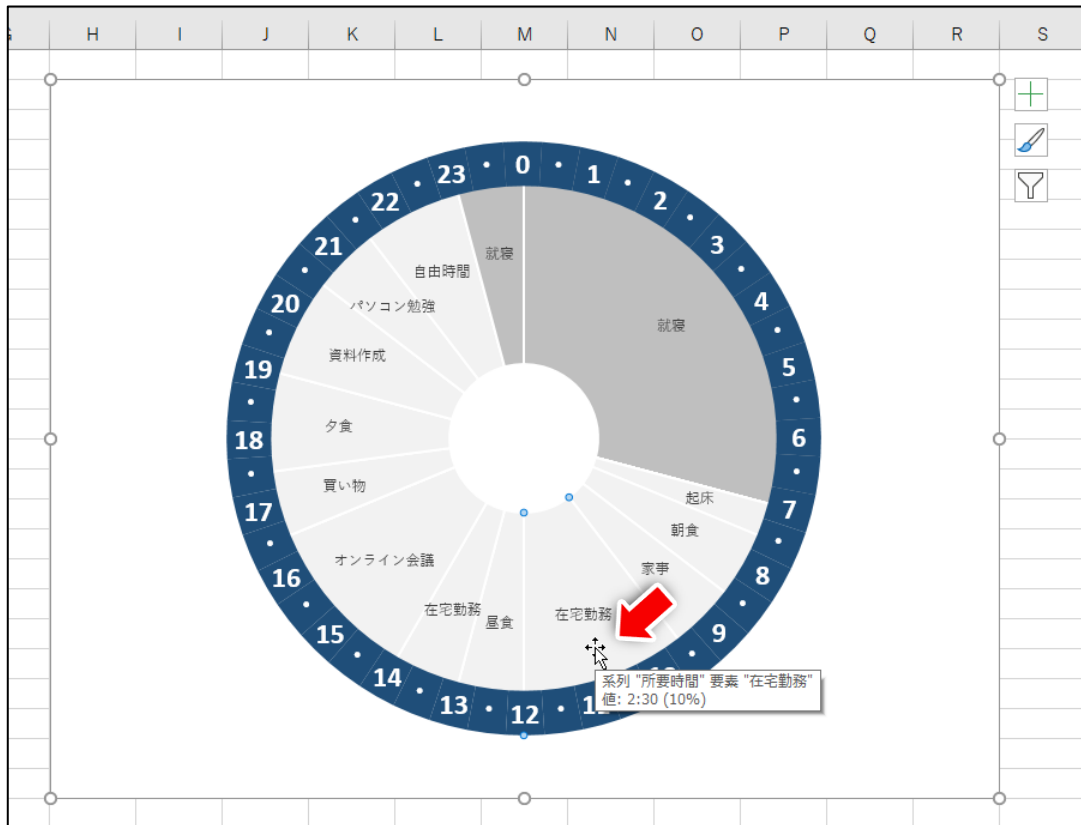 H I J K L M N O P Q R S
0 ・ 1 ・ 2 ・ 3 ・ 4 ・ 5 ・ 6 ・ 7 ・ 8 ・ 9
12 ・ 13 ・ 14 ・ 15 ・ 16 ・ 17 ・ 18 ・ 19 ・ 20 ・ 21 ・ 22 ・ 23 ・
就寝
就寝
自由時間
パソコン勉強
資料作成
夕食
買い物
オンライン会議
在宅勤務
昼食
在宅勤務
家事
朝食
起床
系列 "所要時間" 要素 "在宅勤務"
値: 2:30 (10%)